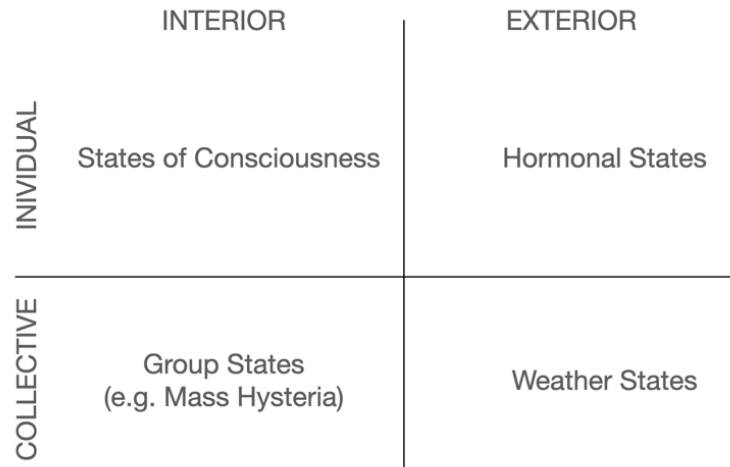 INTERIOR EXTERIOR
INIVIDUAL
States of Consciousness Hormonal States
COLLECTIVE
Group States
(e.g. Mass Hysteria)
Weather States